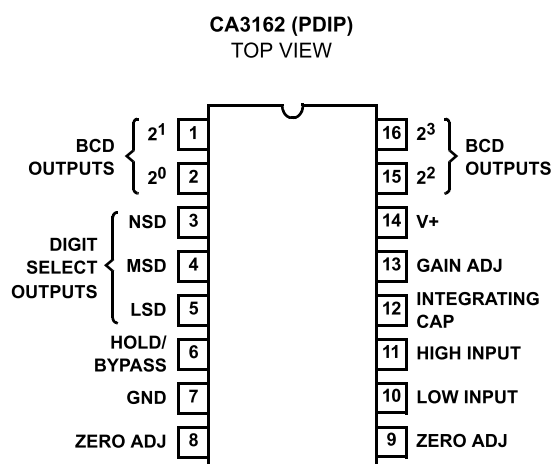 CA3162 (PDIP)
TOP VIEW
BCD
OUTPUTS
2¹ 1
2⁰ 2
16 2³
15 2²
BCD
OUTPUTS
DIGIT
SELECT
OUTPUTS
NSD 3
MSD 4
LSD 5
14 V+
13 GAIN ADJ
12 INTEGRATING
CAP
HOLD/
BYPASS 6
11 HIGH INPUT
GND 7
10 LOW INPUT
ZERO ADJ 8
9 ZERO ADJ